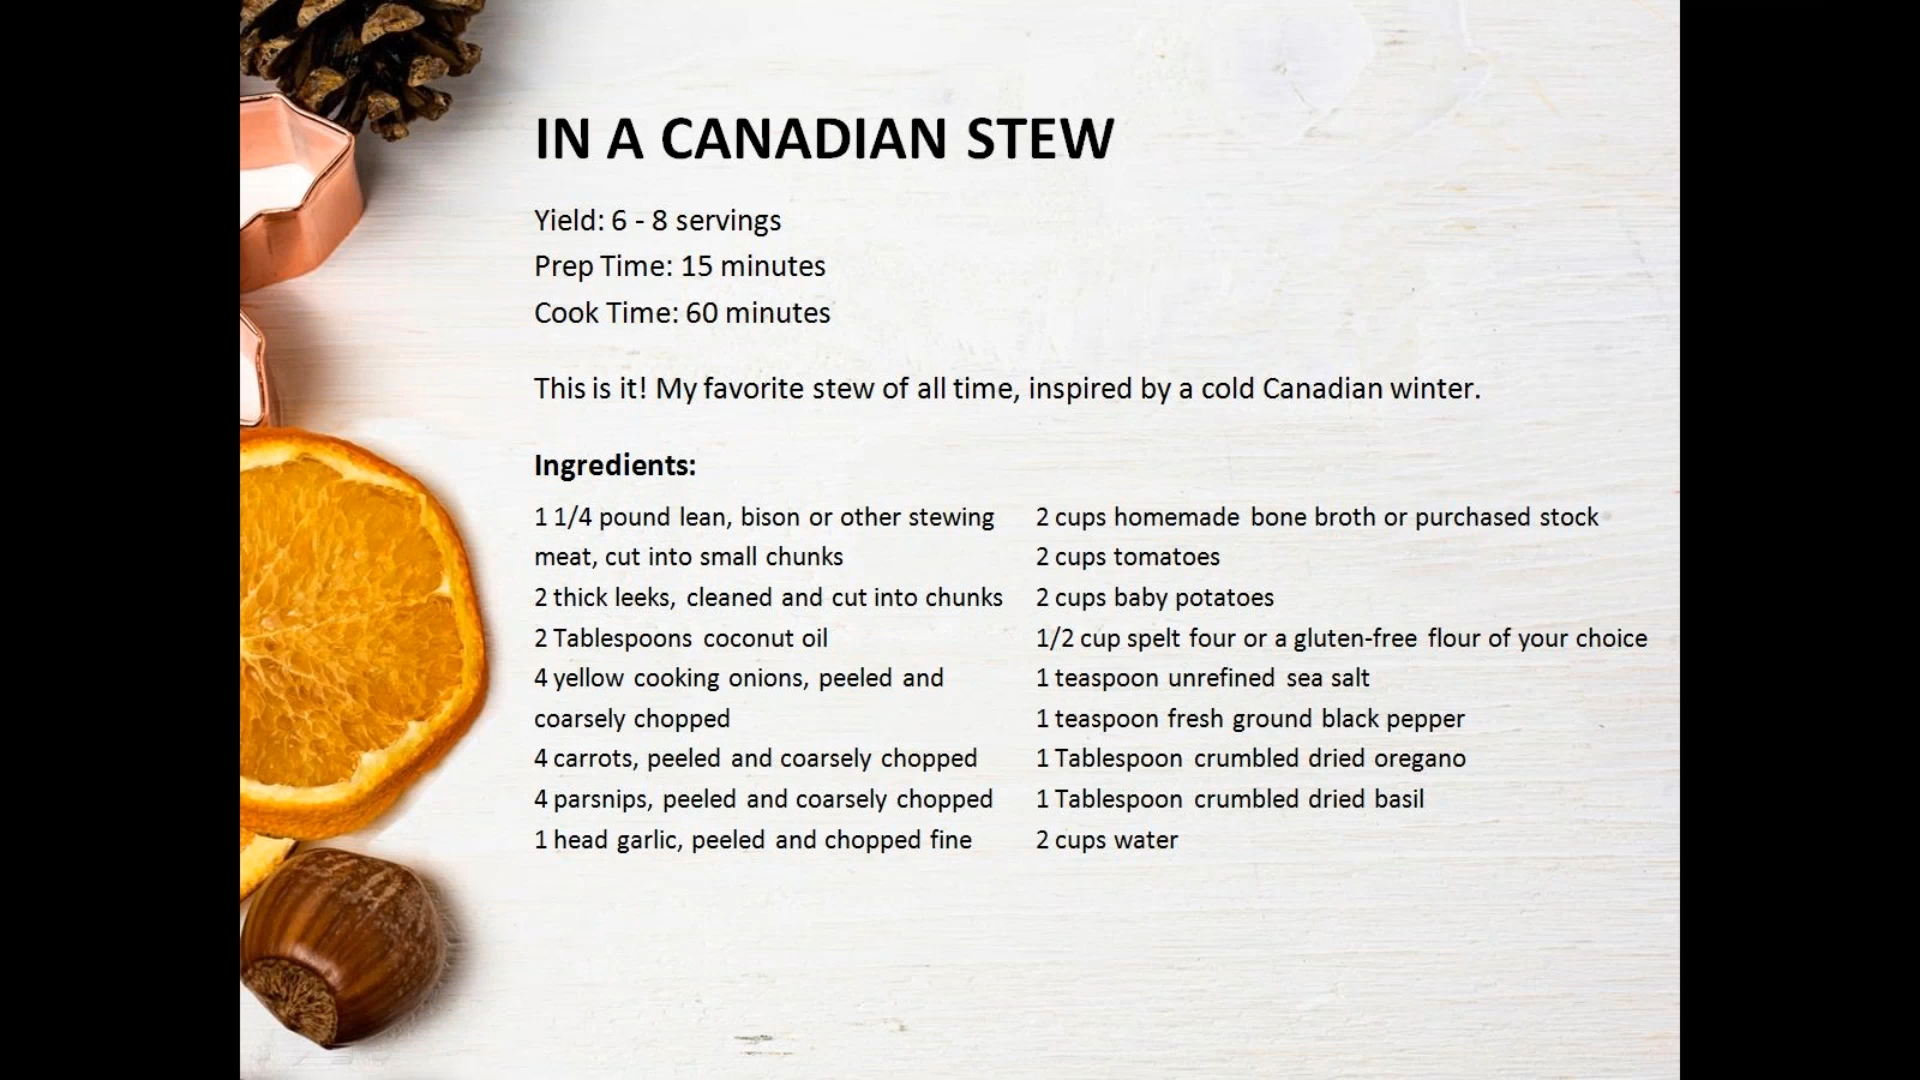 IN A CANADIAN STEW
Yield: 6 - 8 servings
Prep Time: 15 minutes
Cook Time: 60 minutes
This is it! My favorite stew of all time, inspired by a cold Canadian winter.
Ingredients:
1 1/4 pound lean, bison or other stewing
meat, cut into small chunks
2 thick leeks, cleaned and cut into chunks
2 Tablespoons coconut oil
4 yellow cooking onions, peeled and
coarsely chopped
4 carrots, peeled and coarsely chopped
4 parsnips, peeled and coarsely chopped
1 head garlic, peeled and chopped fine
2 cups homemade bone broth or purchased stock
2 cups tomatoes
2 cups baby potatoes
1/2 cup spelt four or a gluten-free flour of your choice
1 teaspoon unrefined sea salt
1 teaspoon fresh ground black pepper
1 Tablespoon crumbled dried oregano
1 Tablespoon crumbled dried basil
2 cups water